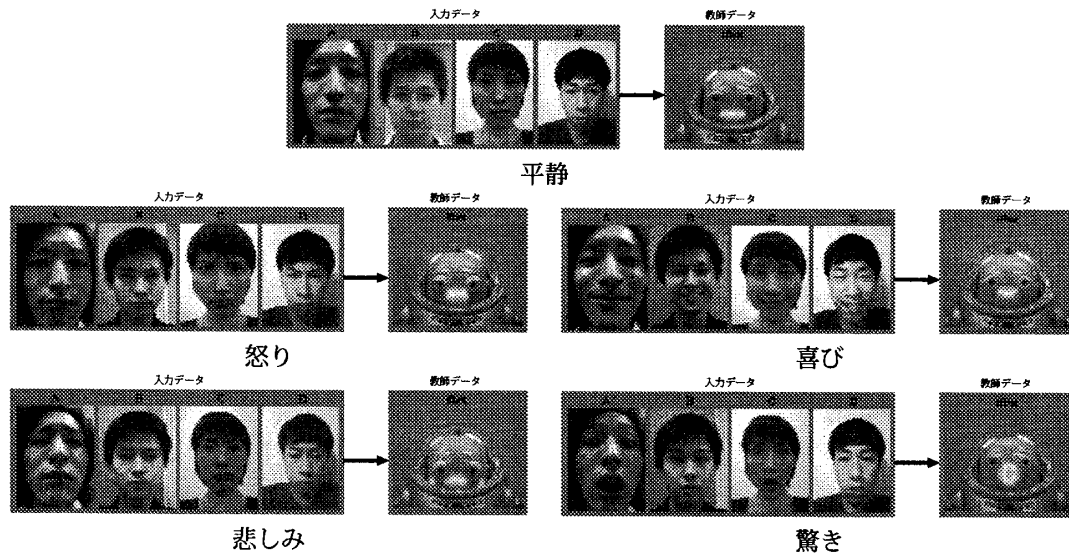 入力データ 教師データ
A B C D
平静
入力データ 教師データ 入力データ 教師データ
A B C D A B C D
怒り 喜び
入力データ 教師データ 入力データ 教師データ
A B C D A B C D
悲しみ 驚き